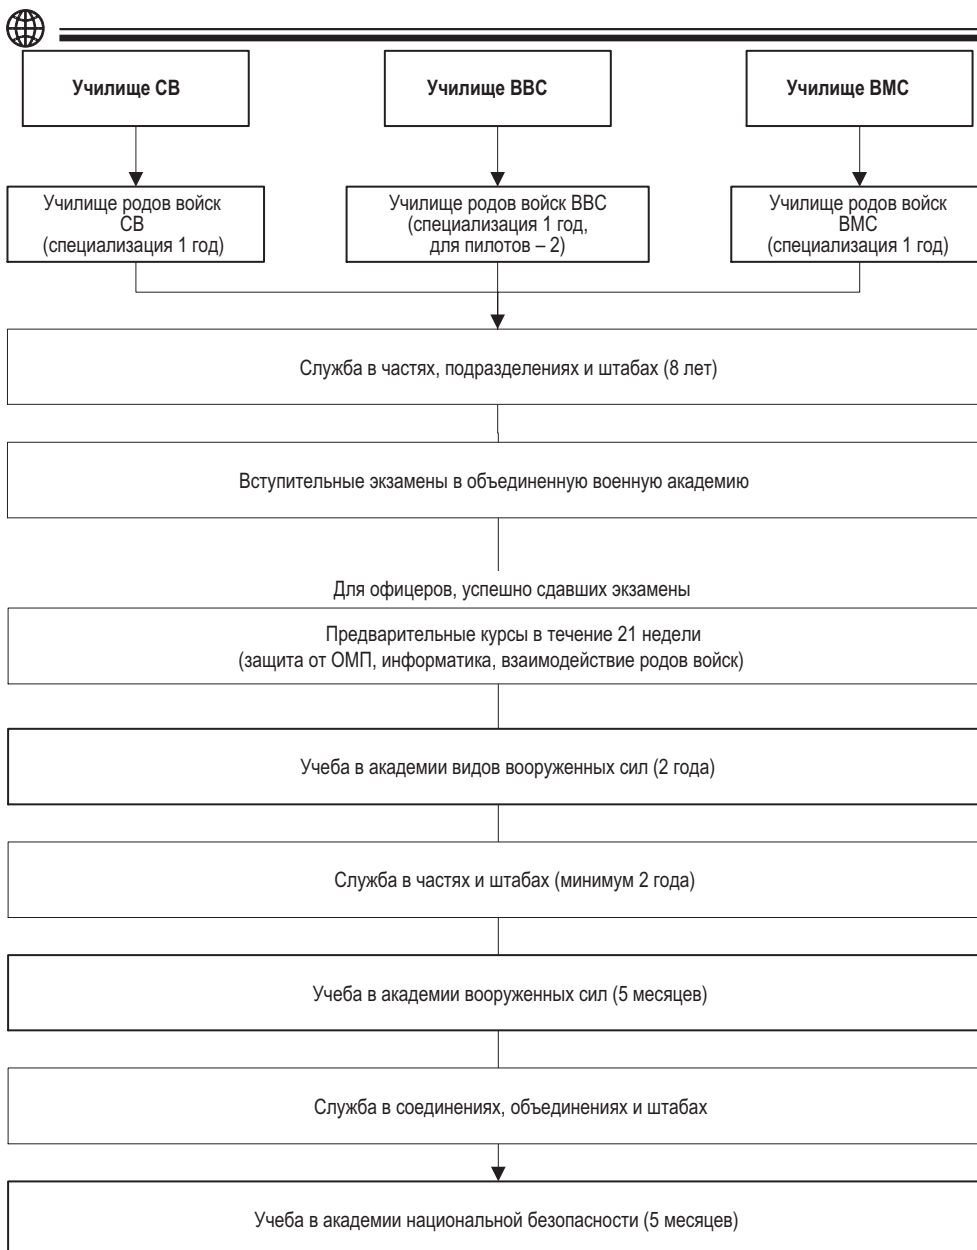 Училище СВ
Училище ВВС
Училище ВМС
Училище родов войск
СВ
(специализация 1 год)
Училище родов войск ВВС
(специализация 1 год,
для пилотов – 2)
Училище родов войск
ВМС
(специализация 1 год)
Служба в частях, подразделениях и штабах (8 лет)
Вступительные экзамены в объединенную военную академию
Для офицеров, успешно сдавших экзамены
Предварительные курсы в течение 21 недели
(защита от ОМП, информатика, взаимодействие родов войск)
Учеба в академии видов вооруженных сил (2 года)
Служба в частях и штабах (минимум 2 года)
Учеба в академии вооруженных сил (5 месяцев)
Служба в соединениях, объединениях и штабах
Учеба в академии национальной безопасности (5 месяцев)